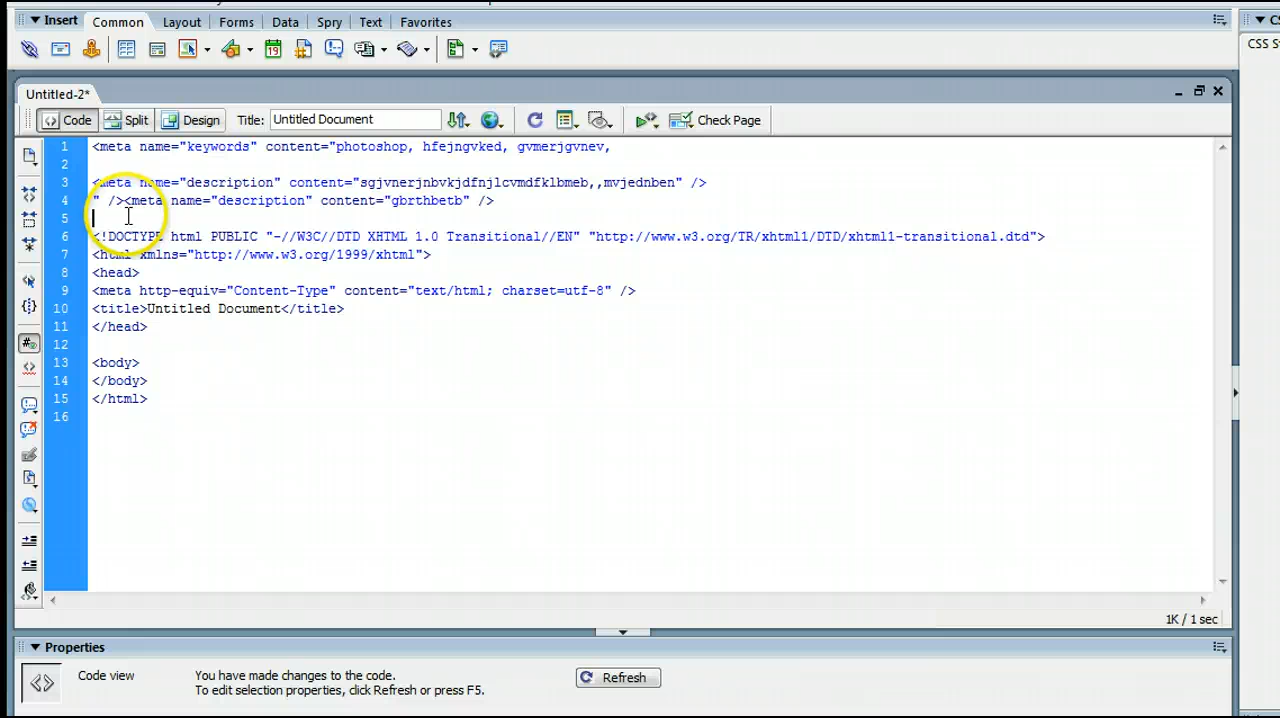 Insert Common Layout Forms Data Spry Text Favorites
CSS St
Untitled-2*
Code Split Design Title: Untitled Document Check Page
1 <meta name="keywords" content="photoshop, hfejngvked, gvmerjgvnev,
2
3 <meta name="description" content="sgjvnerjnbvkjdfnjlcvmdfklbmeb,,mvjednben" />
4 " /><meta name="description" content="gbrthbetb" />
5
6 <!DOCTYPE html PUBLIC "-//W3C//DTD XHTML 1.0 Transitional//EN" "http://www.w3.org/TR/xhtml1/DTD/xhtml1-transitional.dtd">
7 <html xmlns="http://www.w3.org/1999/xhtml">
8 <head>
9 <meta http-equiv="Content-Type" content="text/html; charset=utf-8" />
10 <title>Untitled Document</title>
11 </head>
12
13 <body>
14 </body>
15 </html>
16
1K / 1 sec
Properties
Code view You have made changes to the code. Refresh
To edit selection properties, click Refresh or press F5.